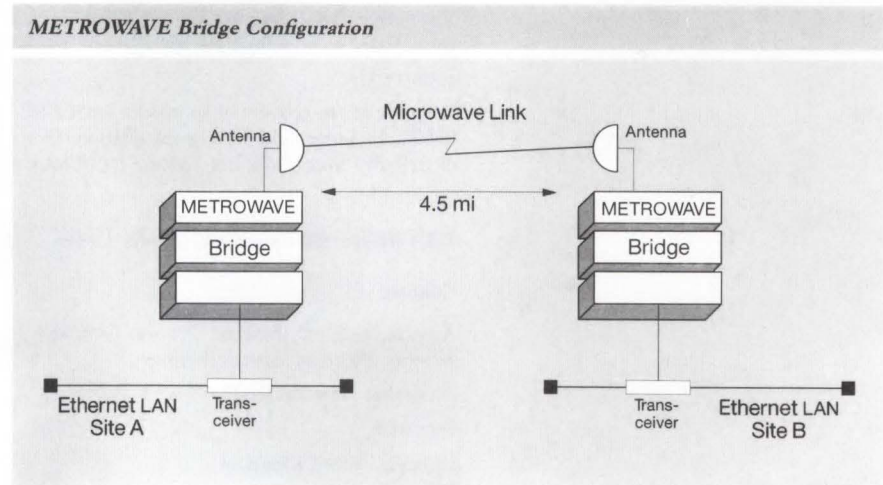 METROWAVE Bridge Configuration
Microwave Link
Antenna
Antenna
4.5 mi
METROWAVE
METROWAVE
Bridge
Bridge
Ethernet LAN
Site A
Trans-
ceiver
Trans-
ceiver
Ethernet LAN
Site B